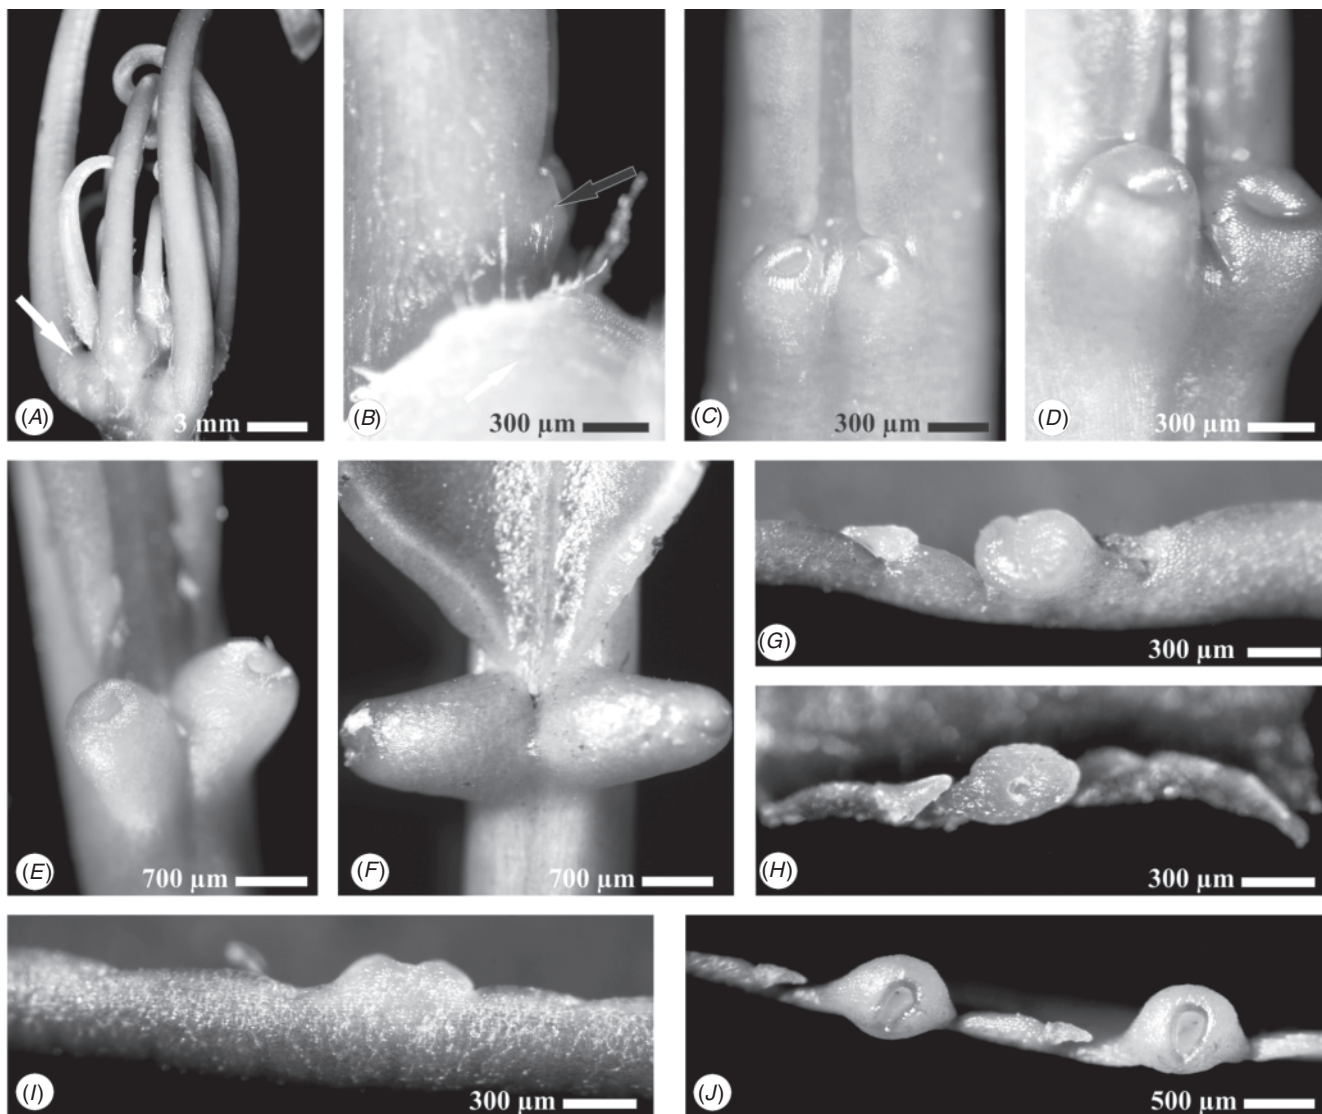 (A) 3 mm
(B) 300 µm
(C) 300 µm
(D) 300 µm
(E) 700 µm
(F) 700 µm
(G) 300 µm
(H) 300 µm
(I) 300 µm
(J) 500 µm